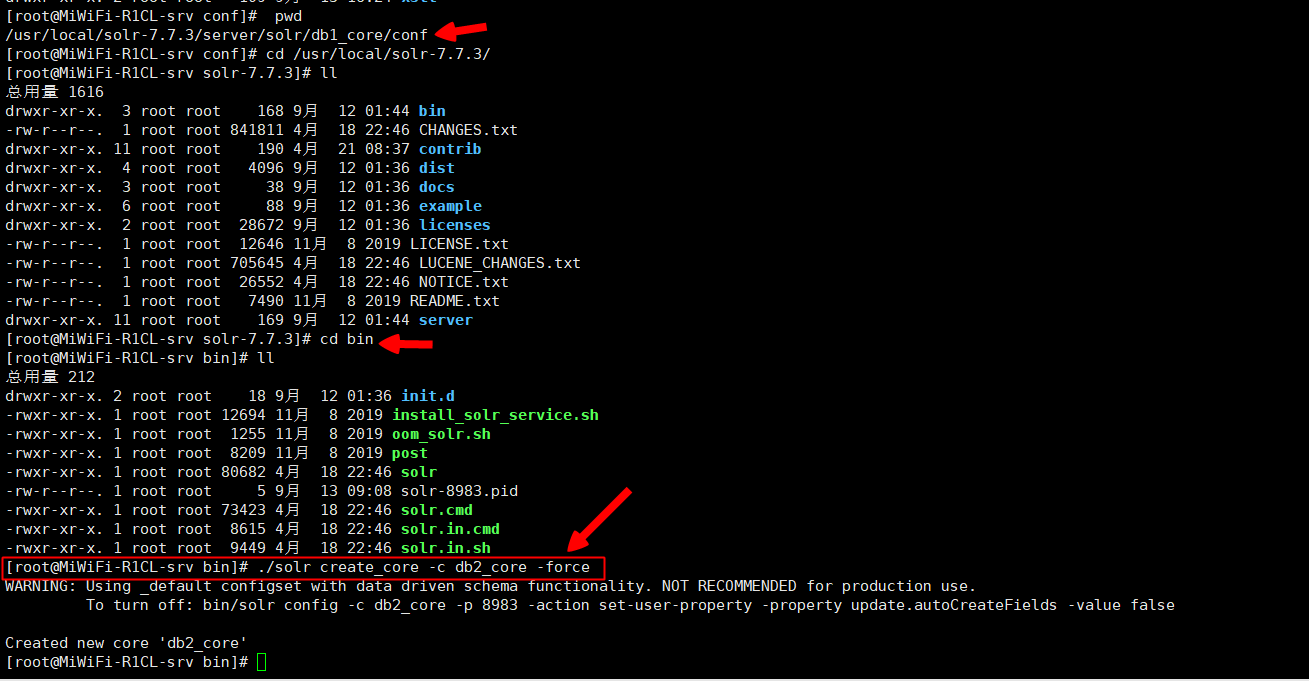 [root@MiWiFi-R1CL-srv conf]#  pwd
/usr/local/solr-7.7.3/server/solr/db1_core/conf
[root@MiWiFi-R1CL-srv conf]# cd /usr/local/solr-7.7.3/
[root@MiWiFi-R1CL-srv solr-7.7.3]# ll
总用量 1616
drwxr-xr-x.  3 root root    168 9月  12 01:44 bin
-rw-r--r--.  1 root root 841811 4月  18 22:46 CHANGES.txt
drwxr-xr-x. 11 root root    190 4月  21 08:37 contrib
drwxr-xr-x.  4 root root   4096 9月  12 01:36 dist
drwxr-xr-x.  3 root root     38 9月  12 01:36 docs
drwxr-xr-x.  6 root root     88 9月  12 01:36 example
drwxr-xr-x.  2 root root  28672 9月  12 01:36 licenses
-rw-r--r--.  1 root root  12646 11月  8 2019 LICENSE.txt
-rw-r--r--.  1 root root 705645 4月  18 22:46 LUCENE_CHANGES.txt
-rw-r--r--.  1 root root  26552 4月  18 22:46 NOTICE.txt
-rw-r--r--.  1 root root   7490 11月  8 2019 README.txt
drwxr-xr-x. 11 root root    169 9月  12 01:44 server
[root@MiWiFi-R1CL-srv solr-7.7.3]# cd bin
[root@MiWiFi-R1CL-srv bin]# ll
总用量 212
drwxr-xr-x. 2 root root    18 9月  12 01:36 init.d
-rwxr-xr-x. 1 root root 12694 11月  8 2019 install_solr_service.sh
-rwxr-xr-x. 1 root root  1255 11月  8 2019 oom_solr.sh
-rwxr-xr-x. 1 root root  8209 11月  8 2019 post
-rwxr-xr-x. 1 root root 80682 4月  18 22:46 solr
-rw-r--r--. 1 root root     5 9月  13 09:08 solr-8983.pid
-rwxr-xr-x. 1 root root 73423 4月  18 22:46 solr.cmd
-rwxr-xr-x. 1 root root  8615 4月  18 22:46 solr.in.cmd
-rwxr-xr-x. 1 root root  9449 4月  18 22:46 solr.in.sh
[root@MiWiFi-R1CL-srv bin]# ./solr create_core -c db2_core -force
WARNING: Using _default configset with data driven schema functionality. NOT RECOMMENDED for production use.
         To turn off: bin/solr config -c db2_core -p 8983 -action set-user-property -property update.autoCreateFields -value false
Created new core 'db2_core'
[root@MiWiFi-R1CL-srv bin]#